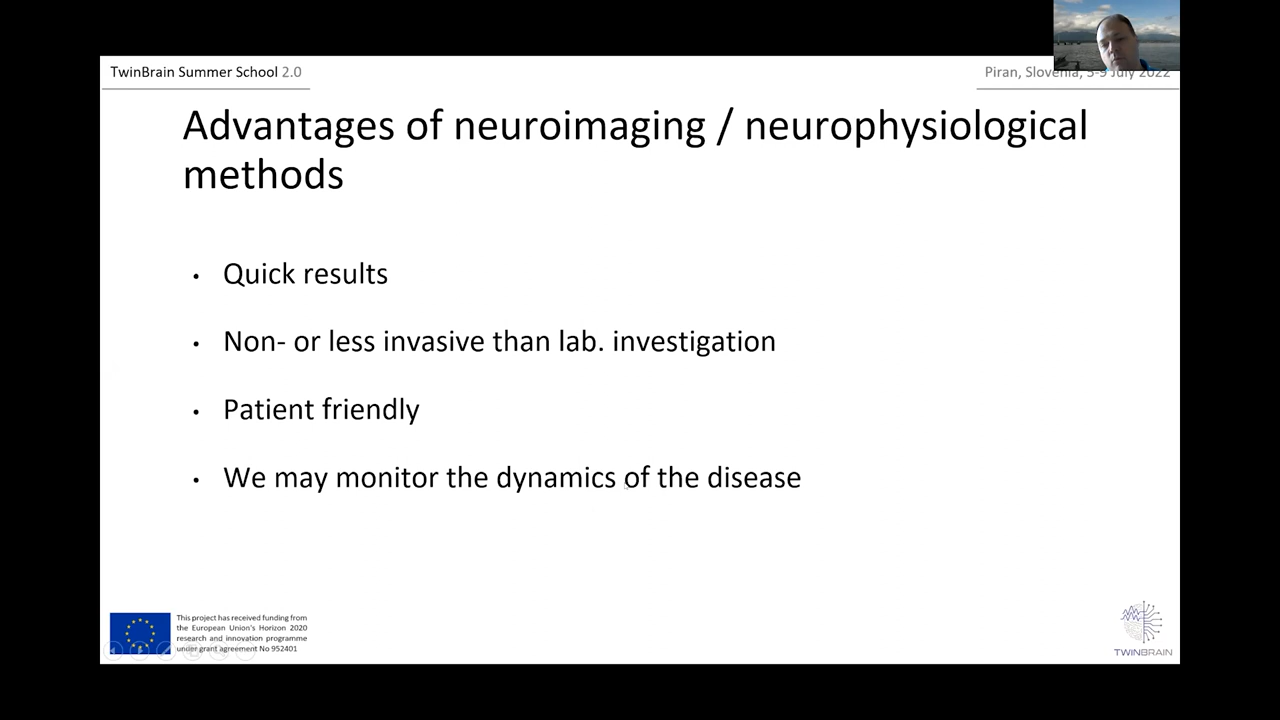 TwinBrain Summer School 2.0
Piran, Slovenia, 5-9 July 2022
Advantages of neuroimaging / neurophysiological
methods
• Quick results
• Non- or less invasive than lab. investigation
• Patient friendly
• We may monitor the dynamics of the disease
This project has received funding from
the European Union's Horizon 2020
research and innovation programme
under grant agreement No 952401
TWINBRAIN